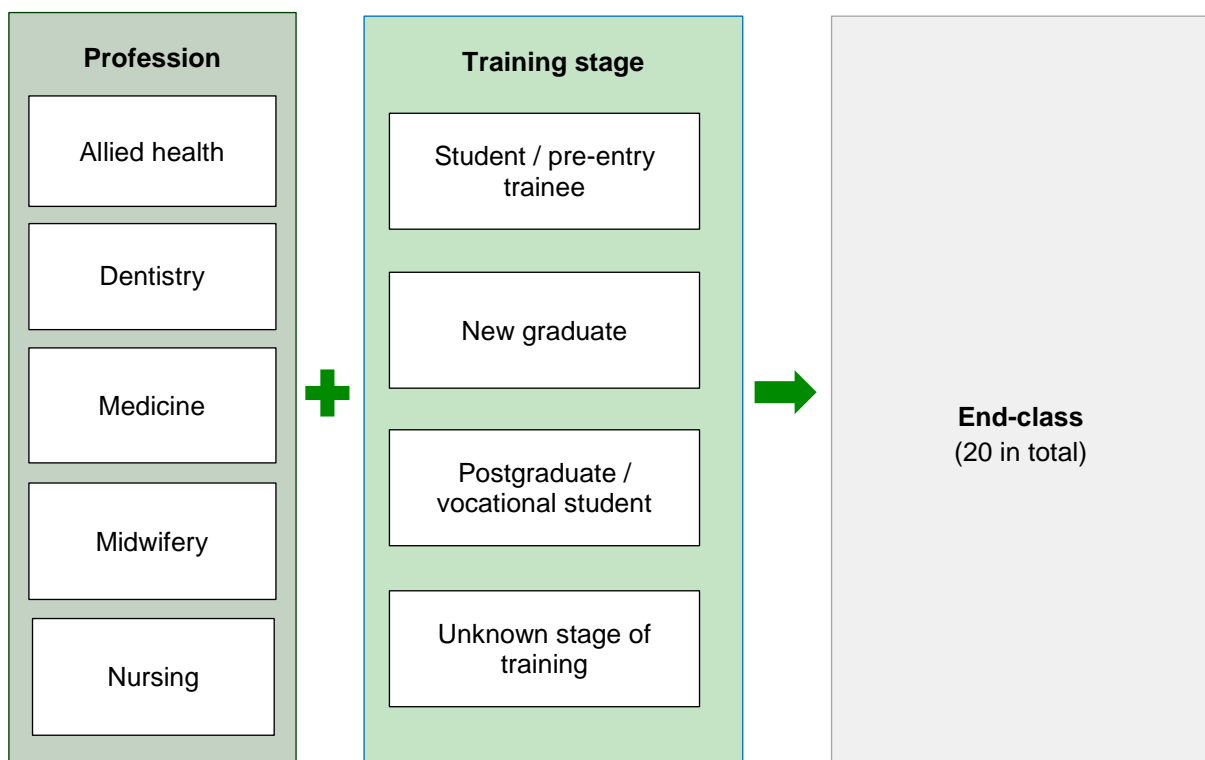 Profession
Allied health
Dentistry
Medicine
Midwifery
Nursing
Training stage
Student / pre-entry
trainee
New graduate
Postgraduate /
vocational student
Unknown stage of
training
End-class
(20 in total)